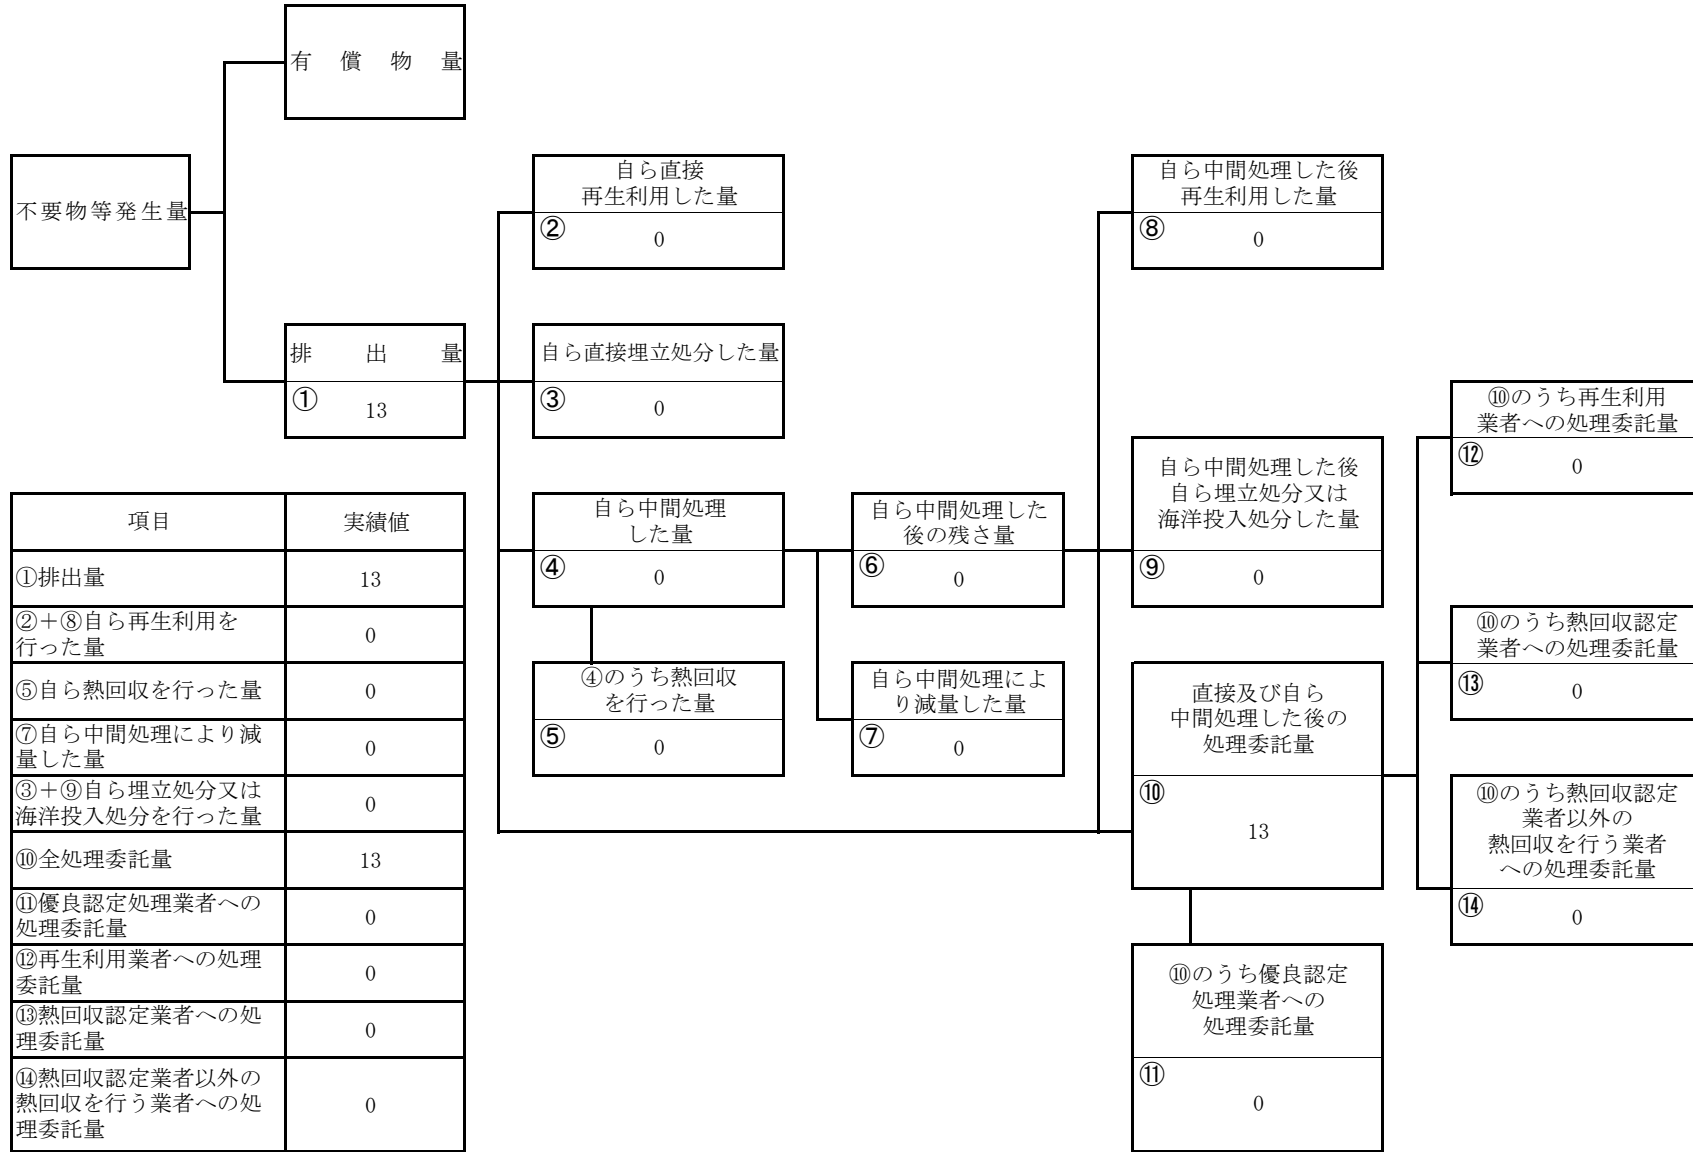 有償物量
不要物等発生量
自ら直接
再生利用した量
②
0
自ら中間処理した後
再生利用した量
⑧
0
排出量
①
13
自ら直接埋立処分した量
③
0
⑩のうち再生利用
業者への処理委託量
⑫
0
自ら中間処理
した量
④
0
自ら中間処理した
後の残さ量
⑥
0
自ら中間処理した後
自ら埋立処分又は
海洋投入処分した量
⑨
0
⑩のうち熱回収認定
業者への処理委託量
⑬
0
④のうち熱回収
を行った量
⑤
0
自ら中間処理によ
り減量した量
⑦
0
直接及び自ら
中間処理した後の
処理委託量
⑩
13
⑩のうち熱回収認定
業者以外の
熱回収を行う業者
への処理委託量
⑭
0
⑩のうち優良認定
処理業者への
処理委託量
⑪
0
項目 実績値
①排出量 13
②＋⑧自ら再生利用を
行った量 0
⑤自ら熱回収を行った量 0
⑦自ら中間処理により減
量した量 0
③＋⑨自ら埋立処分又は
海洋投入処分を行った量 0
⑩全処理委託量 13
⑪優良認定処理業者への
処理委託量 0
⑫再生利用業者への処理
委託量 0
⑬熱回収認定業者への処
理委託量 0
⑭熱回収認定業者以外の
熱回収を行う業者への処
理委託量 0